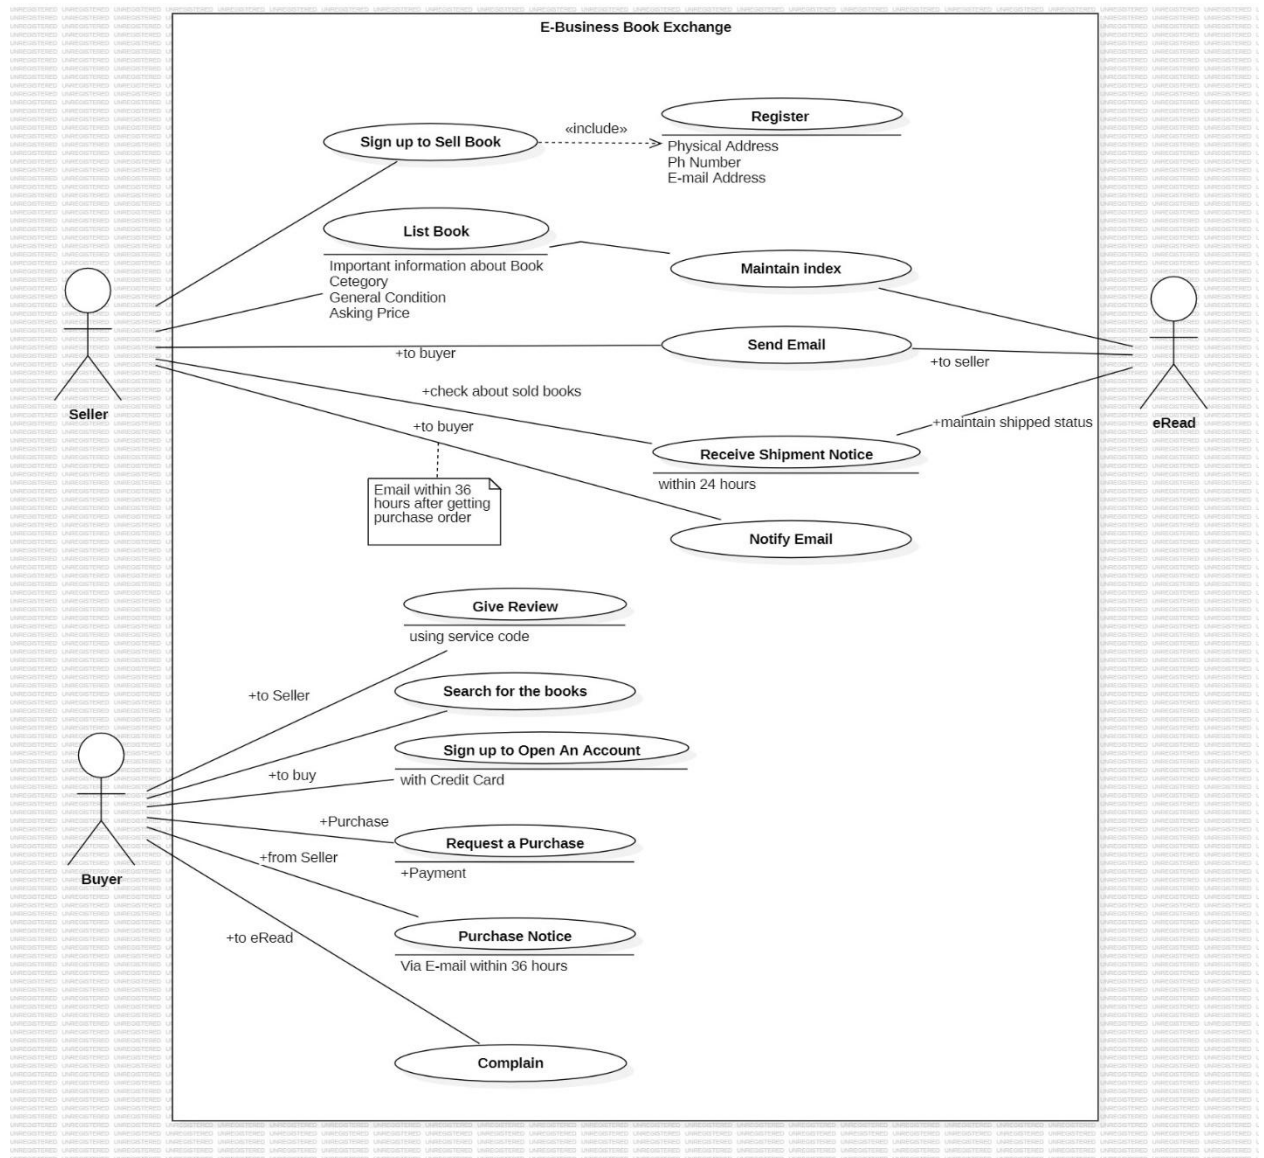 E-Business Book Exchange
Sign up to Sell Book
«include»
Register
Physical Address
Ph Number
E-mail Address
List Book
Important information about Book
Cetegory
General Condition
Asking Price
Maintain index
Send Email
+to buyer
+to seller
+check about sold books
+to buyer
Receive Shipment Notice
within 24 hours
+maintain shipped status
Email within 36
hours after getting
purchase order
Notify Email
Seller
eRead
Give Review
using service code
+to Seller
Search for the books
Sign up to Open An Account
with Credit Card
+to buy
+Purchase
Request a Purchase
+Payment
+from Seller
Buyer
Purchase Notice
Via E-mail within 36 hours
+to eRead
Complain
UNREGISTERED